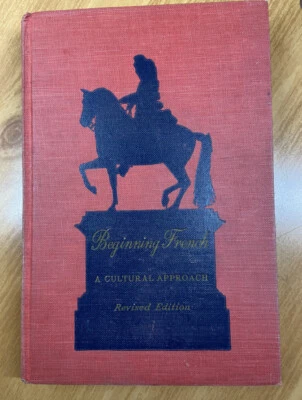 Beginning French
A CULTURAL APPROACH
Revised Edition